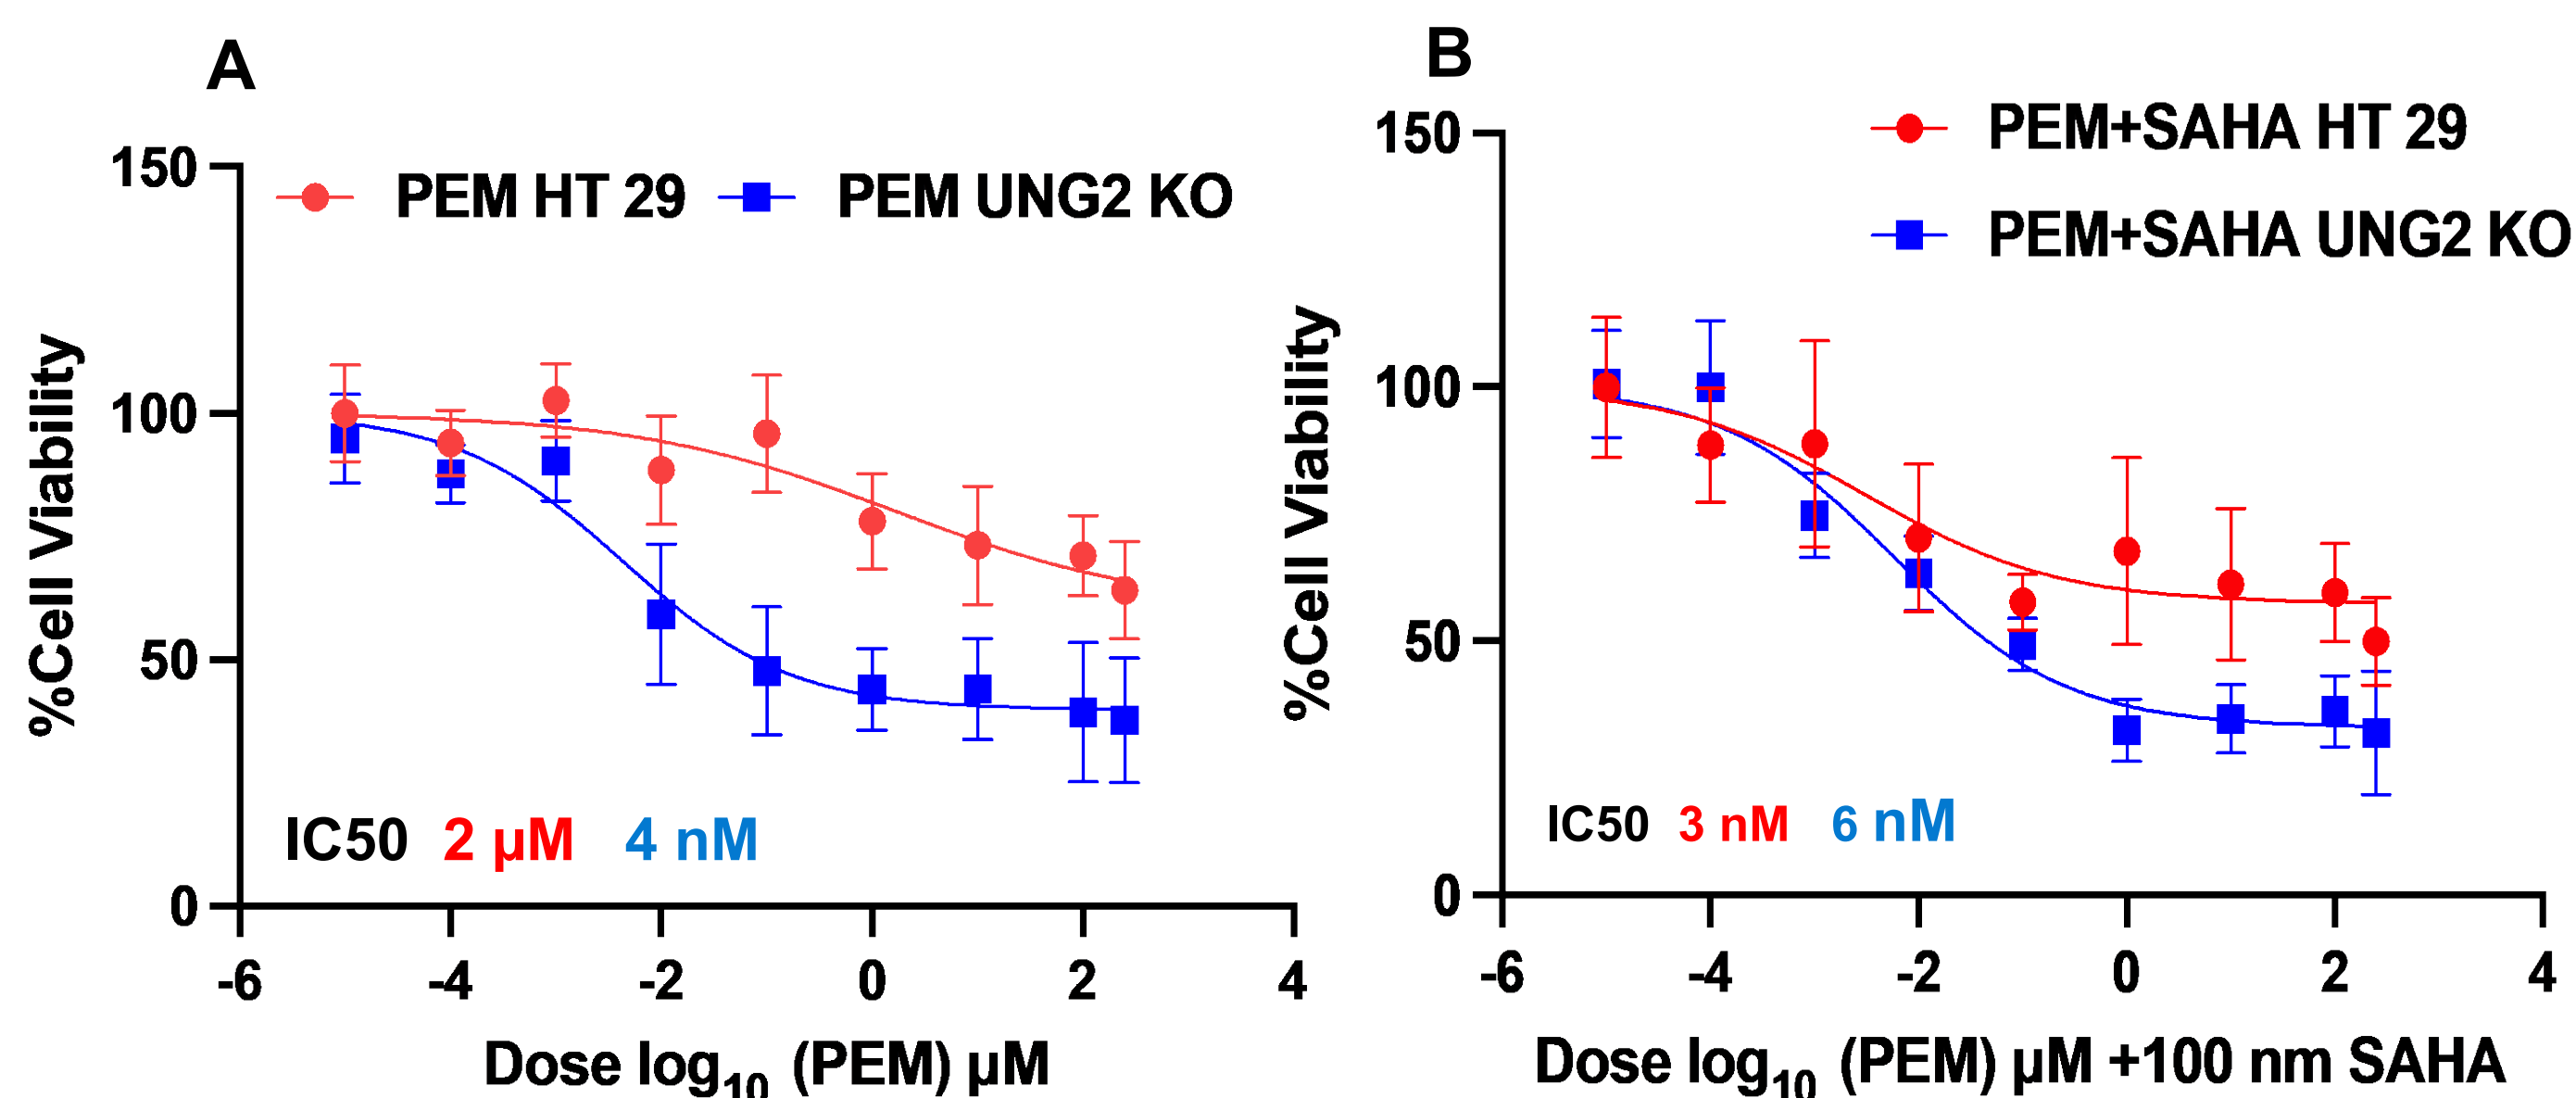 A
150
100
50
0
%Cell Viability
PEM HT 29
PEM UNG2 KO
IC50 2 µM 4 nM
-6 -4 -2 0 2 4
Dose log10 (PEM) µM
B
150
100
50
0
%Cell Viability
PEM+SAHA HT 29
PEM+SAHA UNG2 KO
IC50 3 nM 6 nM
-6 -4 -2 0 2 4
Dose log10 (PEM) µM +100 nm SAHA